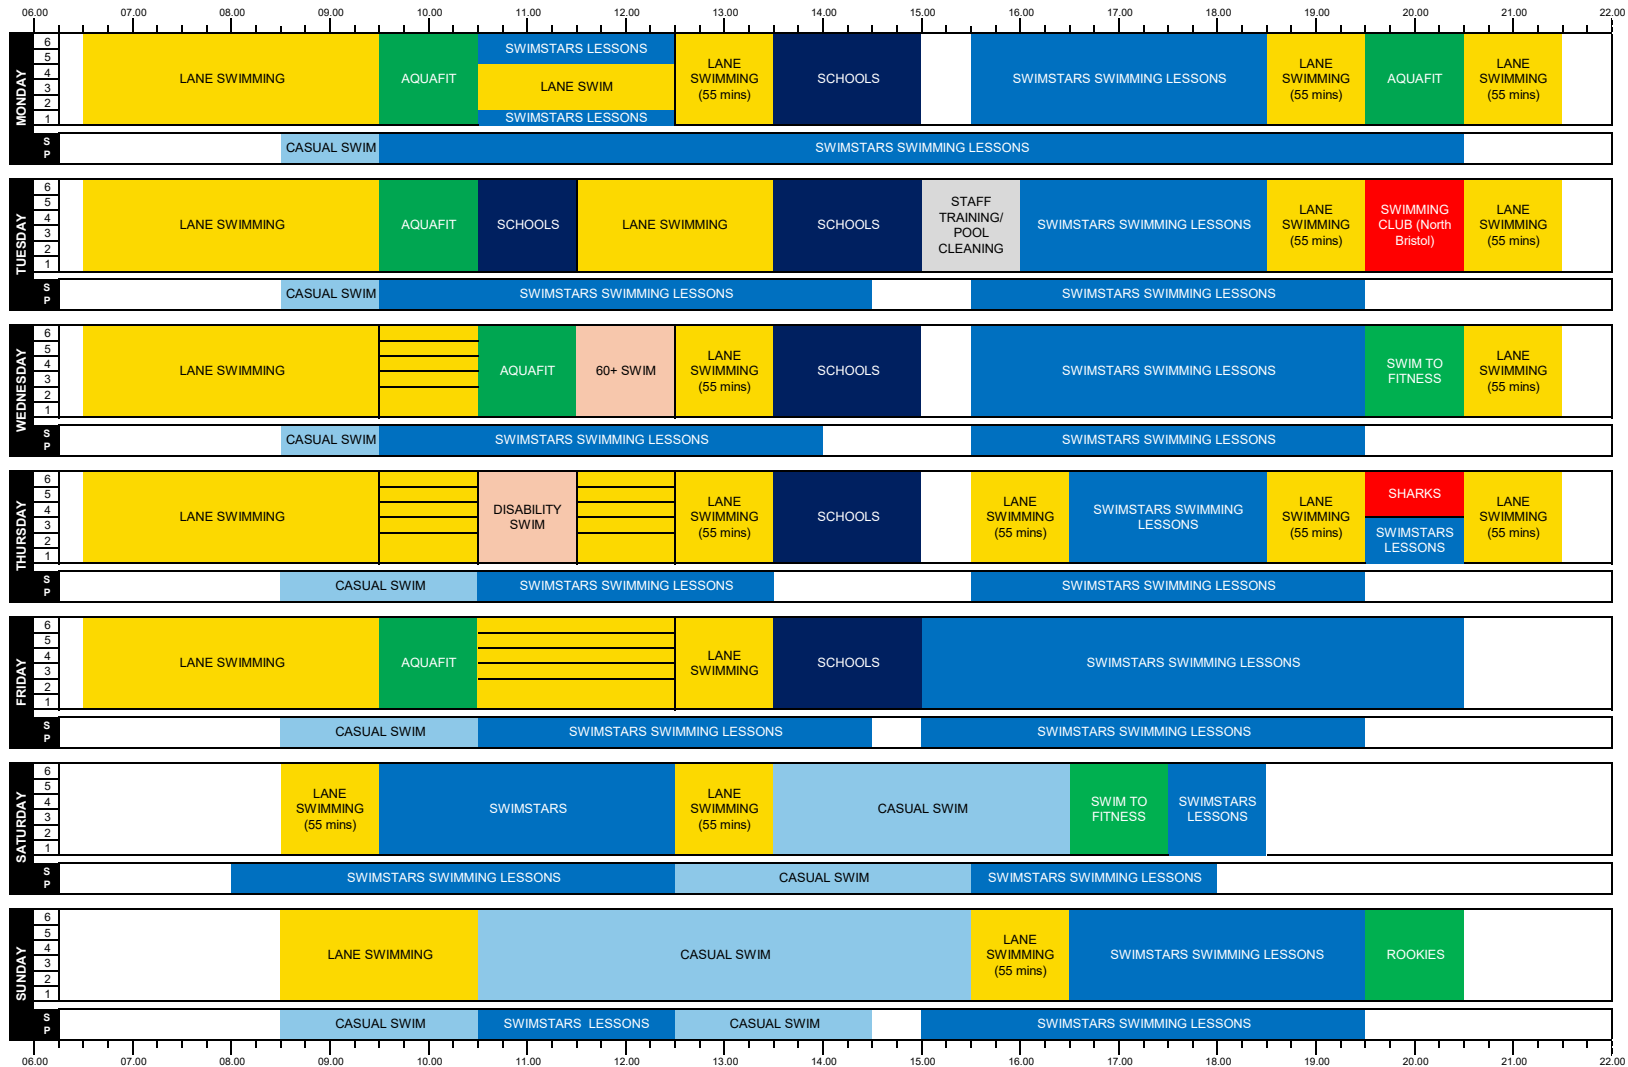 06.00 07.00 08.00 09.00 10.00 11.00 12.00 13.00 14.00 15.00 16.00 17.00 18.00 19.00 20.00 21.00 22.00
MONDAY
6
5
4
3
2
1
LANE SWIMMING
AQUAFIT
SWIMSTARS LESSONS
LANE SWIM
SWIMSTARS LESSONS
LANE
SWIMMING
(55 mins)
SCHOOLS
SWIMSTARS SWIMMING LESSONS
LANE
SWIMMING
(55 mins)
AQUAFIT
LANE
SWIMMING
(55 mins)
S
P
CASUAL SWIM
SWIMSTARS SWIMMING LESSONS
TUESDAY
6
5
4
3
2
1
LANE SWIMMING
AQUAFIT
SCHOOLS
LANE SWIMMING
SCHOOLS
STAFF
TRAINING/
POOL
CLEANING
SWIMSTARS SWIMMING LESSONS
LANE
SWIMMING
(55 mins)
SWIMMING
CLUB (North
Bristol)
LANE
SWIMMING
(55 mins)
S
P
CASUAL SWIM
SWIMSTARS SWIMMING LESSONS
SWIMSTARS SWIMMING LESSONS
WEDNESDAY
6
5
4
3
2
1
LANE SWIMMING
AQUAFIT
60+ SWIM
LANE
SWIMMING
(55 mins)
SCHOOLS
SWIMSTARS SWIMMING LESSONS
SWIM TO
FITNESS
LANE
SWIMMING
(55 mins)
S
P
CASUAL SWIM
SWIMSTARS SWIMMING LESSONS
SWIMSTARS SWIMMING LESSONS
THURSDAY
6
5
4
3
2
1
LANE SWIMMING
DISABILITY
SWIM
LANE
SWIMMING
(55 mins)
SCHOOLS
LANE
SWIMMING
(55 mins)
SWIMSTARS SWIMMING
LESSONS
LANE
SWIMMING
(55 mins)
SHARKS
SWIMSTARS
LESSONS
LANE
SWIMMING
(55 mins)
S
P
CASUAL SWIM
SWIMSTARS SWIMMING LESSONS
SWIMSTARS SWIMMING LESSONS
FRIDAY
6
5
4
3
2
1
LANE SWIMMING
AQUAFIT
LANE
SWIMMING
SCHOOLS
SWIMSTARS SWIMMING LESSONS
S
P
CASUAL SWIM
SWIMSTARS SWIMMING LESSONS
SWIMSTARS SWIMMING LESSONS
SATURDAY
6
5
4
3
2
1
LANE
SWIMMING
(55 mins)
SWIMSTARS
LANE
SWIMMING
(55 mins)
CASUAL SWIM
SWIM TO
FITNESS
SWIMSTARS
LESSONS
S
P
SWIMSTARS SWIMMING LESSONS
CASUAL SWIM
SWIMSTARS SWIMMING LESSONS
SUNDAY
6
5
4
3
2
1
LANE SWIMMING
CASUAL SWIM
LANE
SWIMMING
(55 mins)
SWIMSTARS SWIMMING LESSONS
ROOKIES
S
P
CASUAL SWIM
SWIMSTARS LESSONS
CASUAL SWIM
SWIMSTARS SWIMMING LESSONS
06.00 07.00 08.00 09.00 10.00 11.00 12.00 13.00 14.00 15.00 16.00 17.00 18.00 19.00 20.00 21.00 22.00